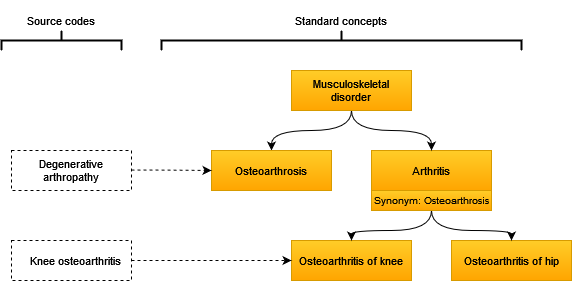 Source codes
Standard concepts
Musculoskeletal
disorder
Degenerative
arthropathy
Osteoarthrosis
Arthritis
Synonym: Osteoarthrosis
Knee osteoarthritis
Osteoarthritis of knee
Osteoarthritis of hip